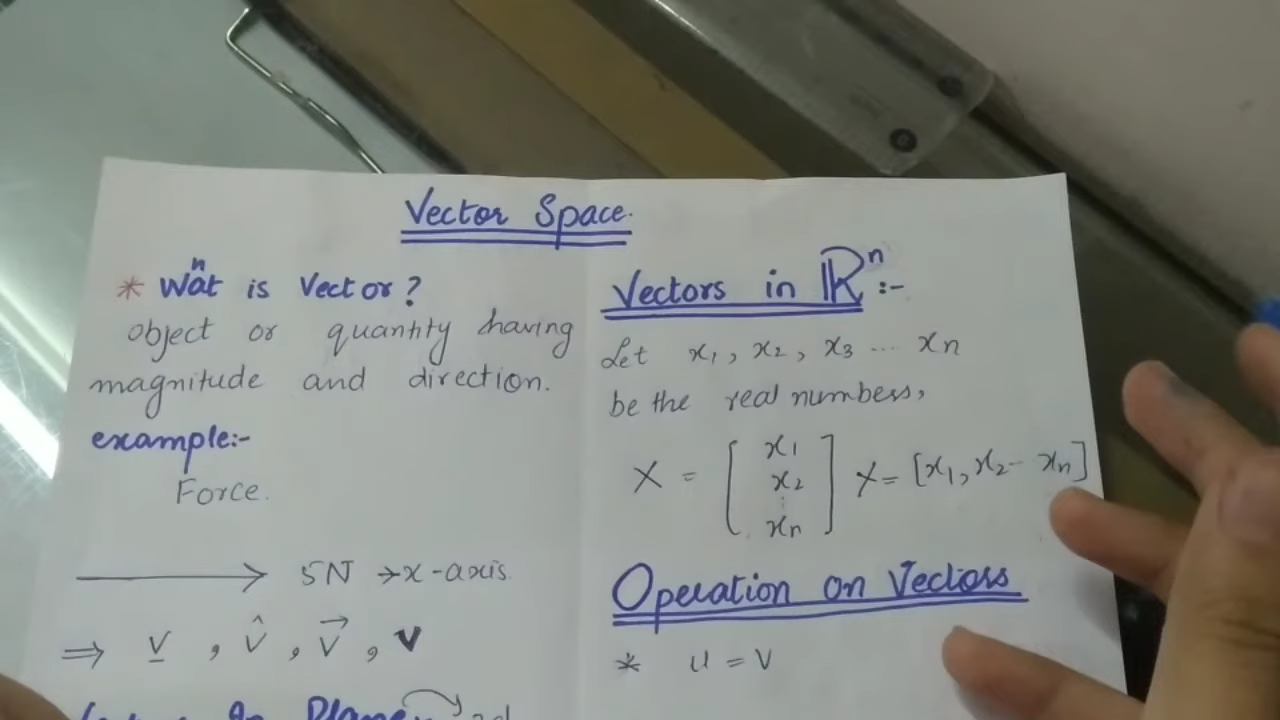 Vector Space.
* Wat is Vector?
h
object or quantity having
magnitude and direction.
example:-
Force.
⟶ 5N → x-axis.
⇒ v̲ , v̂ , v⃗ , v
Vectors in ℝⁿ :-
Let x₁, x₂, x₃ ... xₙ
be the real numbers,
X = [x₁ x₂ ⋮ xₙ] X = [x₁, x₂ - xₙ]
Operation on Vectors
* u = v